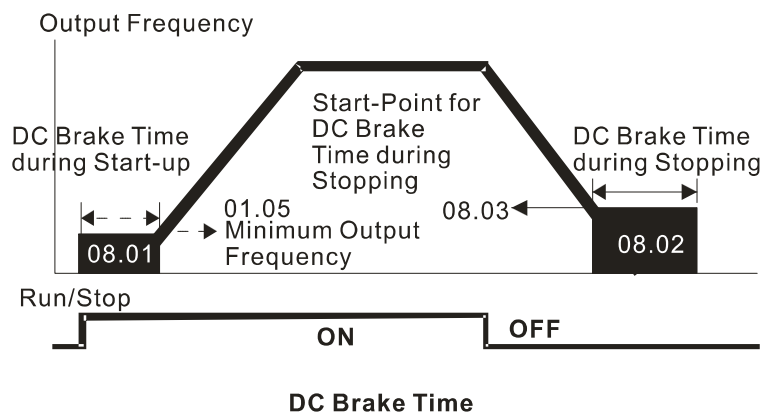 Output Frequency
DC Brake Time
during Start-up
Start-Point for
DC Brake
Time during
Stopping
DC Brake Time
during Stopping
01.05
Minimum Output
Frequency
08.03
08.01
08.02
Run/Stop
ON
OFF
DC Brake Time